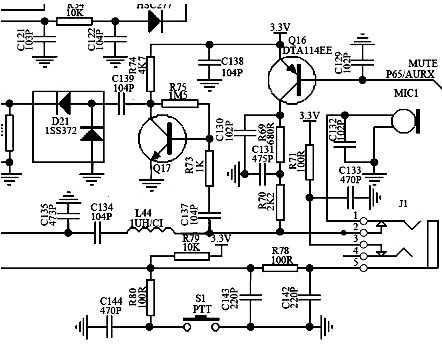 R34
10K
HSC277
C121
103P
C122
104P
3.3V
Q16
DTA114EE
C129
102P
MUTE
P65/AURX
R74
4K7
C138
104P
C139
104P
R75
1M5
D21
1SS372
Q17
R73
1K
C130
102P
R69
680R
3.3V
R71
100R
MIC1
C132
102P
C131
475P
C133
470P
R70
2K2
C135
473P
C134
104P
L44
1UH/CI
C137
104P
R79
10K
3.3V
R78
100R
J1
1
2
3
4
5
R80
100R
C144
470P
S1
PTT
C143
220P
C142
220P